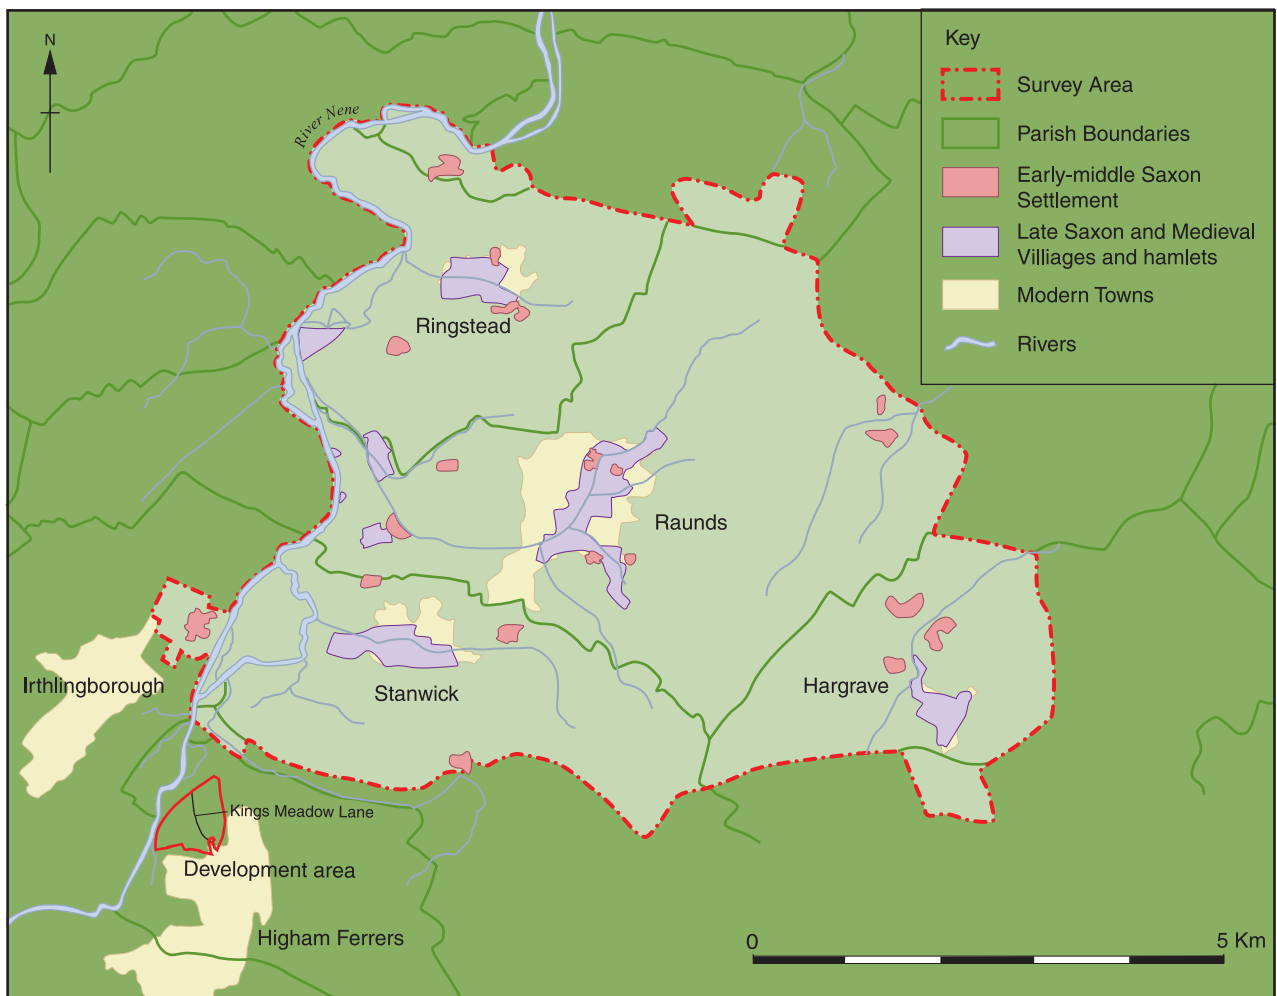 N
River Nene
Key
Survey Area
Parish Boundaries
Early-middle Saxon
Settlement
Late Saxon and Medieval
Villiages and hamlets
Modern Towns
Rivers
Ringstead
Raunds
Irthlingborough
Stanwick
Hargrave
Kings Meadow Lane
Development area
Higham Ferrers
0
5 Km